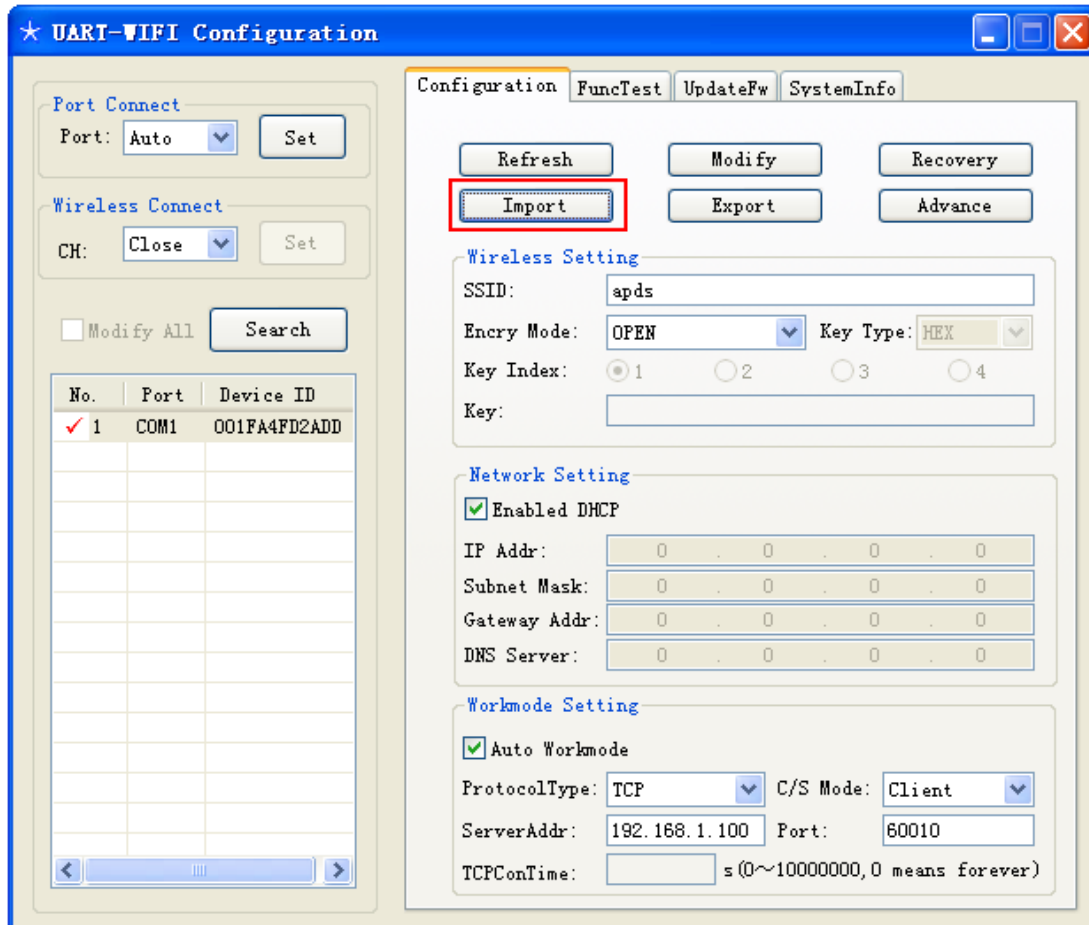 UART-WIFI Configuration
Port Connect
Port: Auto Set
Wireless Connect
CH: Close Set
Modify All Search
No. Port Device ID
1 COM1 001FA4FD2ADD
Configuration FuncTest UpdateFw SystemInfo
Refresh Modify Recovery
Import Export Advance
Wireless Setting
SSID: apds
Encry Mode: OPEN Key Type: HEX
Key Index: 1 2 3 4
Key:
Network Setting
Enabled DHCP
IP Addr: 0 . 0 . 0 . 0
Subnet Mask: 0 . 0 . 0 . 0
Gateway Addr: 0 . 0 . 0 . 0
DNS Server: 0 . 0 . 0 . 0
Workmode Setting
Auto Workmode
ProtocolType: TCP C/S Mode: Client
ServerAddr: 192.168.1.100 Port: 60010
TCPConTime: s(0~10000000,0 means forever)